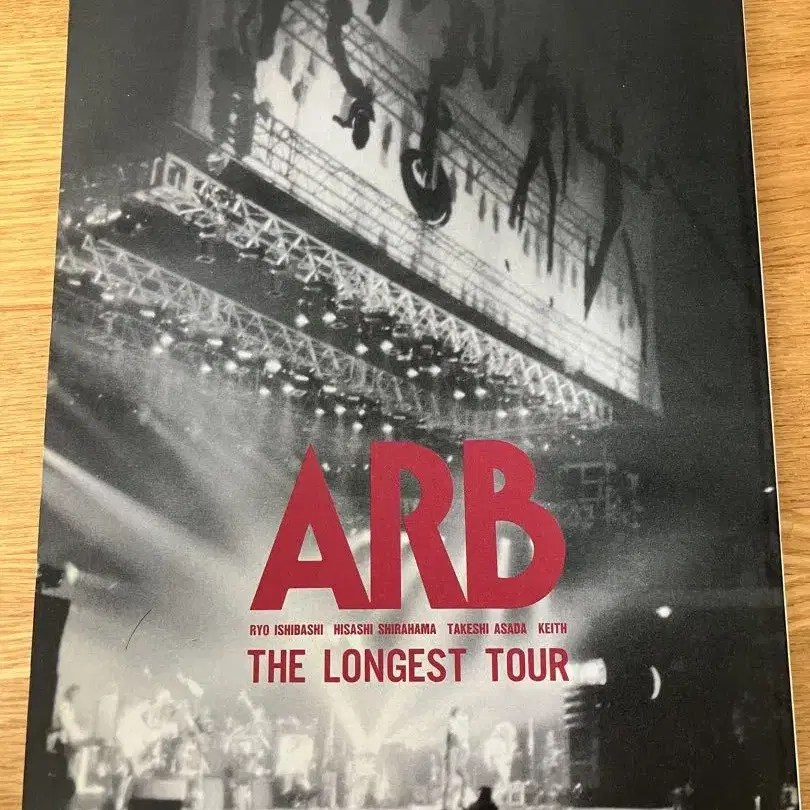 ARB
RYO ISHIBASHI HISASHI SHIRAHAMA TAKESHI ASADA KEITH
THE LONGEST TOUR